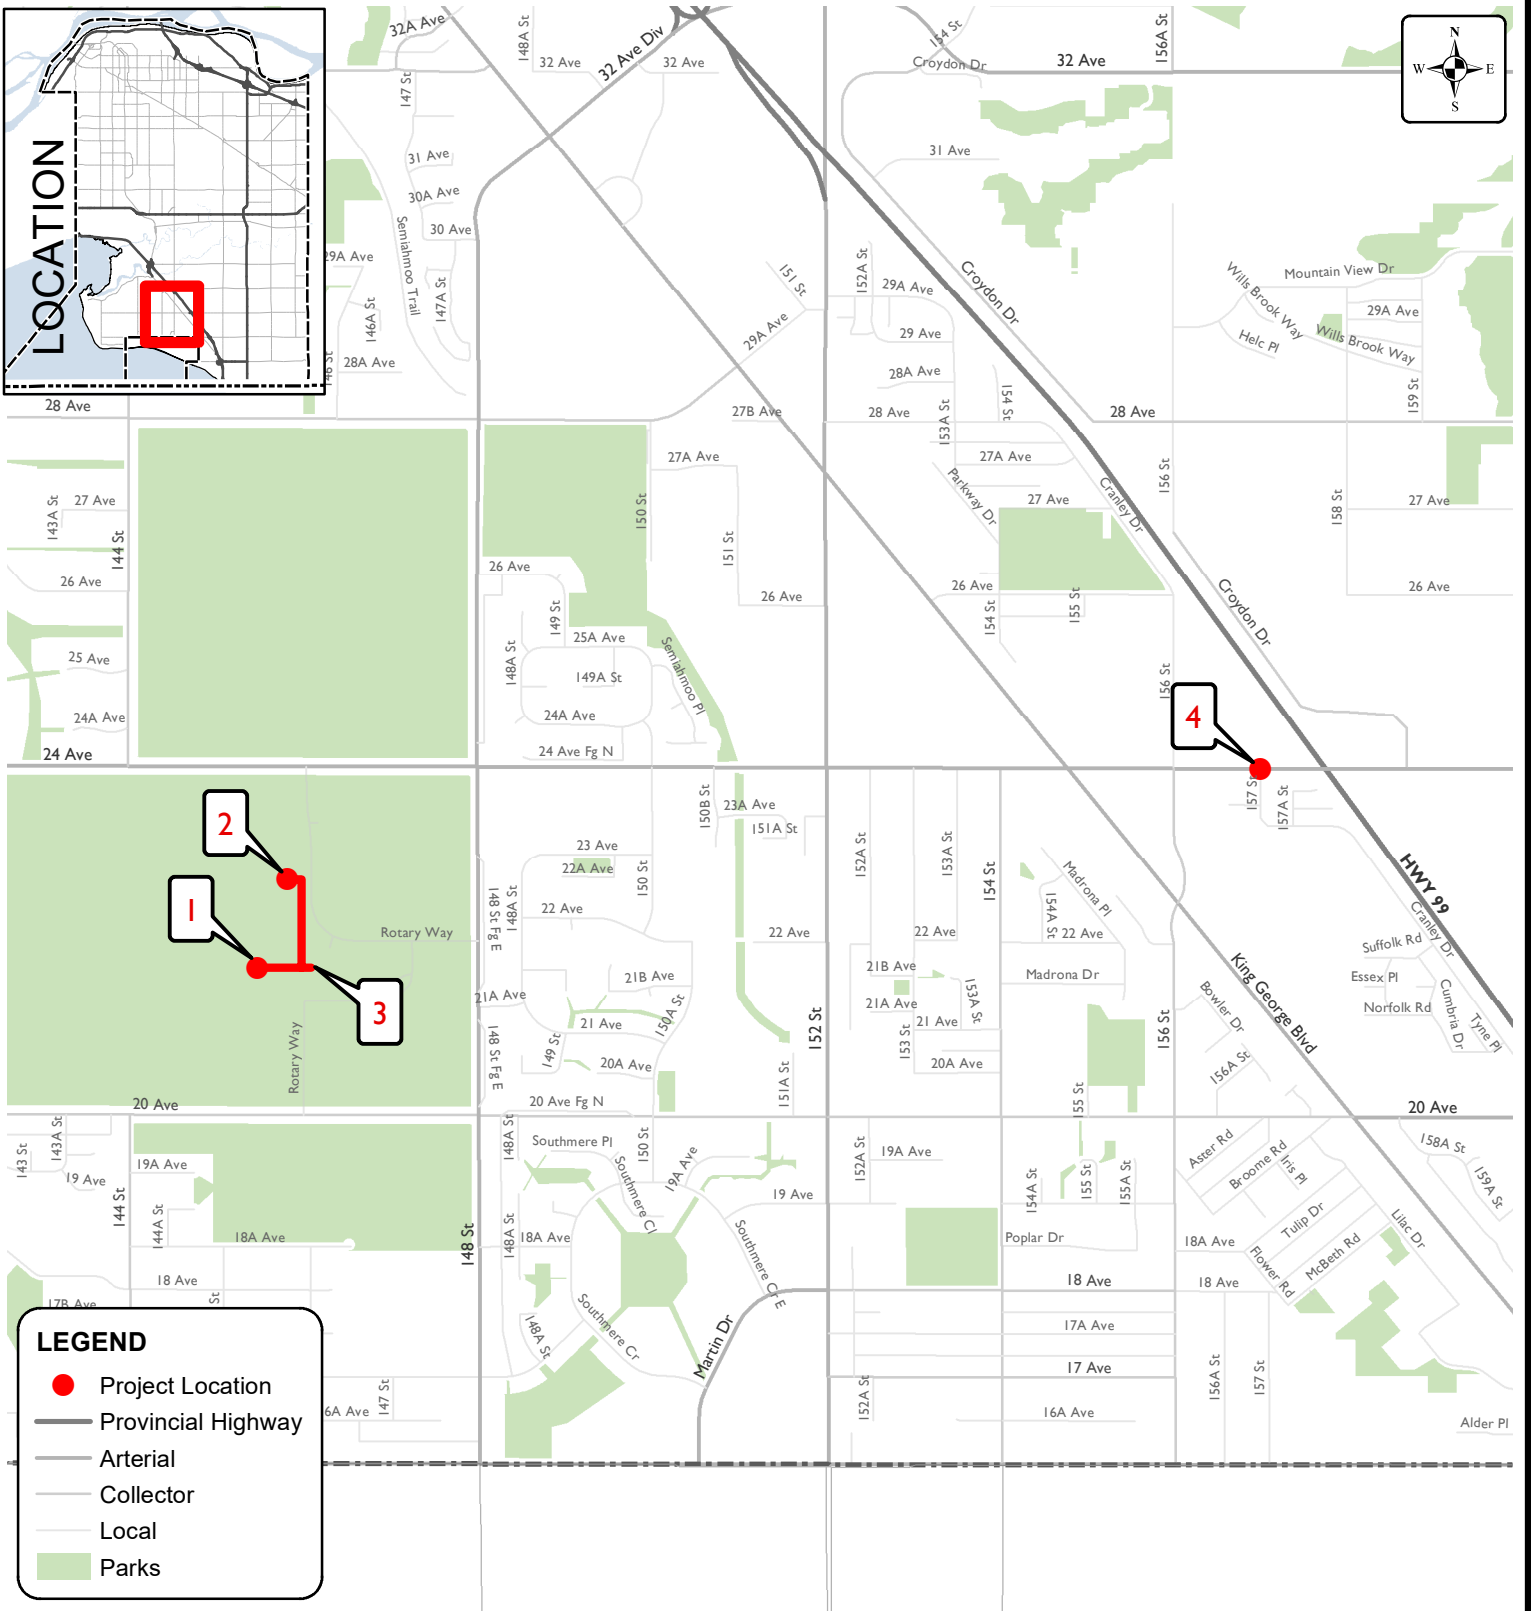 LOCATION
N
W E
S
32A Ave
148A St
32 Ave
32 Ave Div
32 Ave
154 St
Croydon Dr
32 Ave
156A St
147 St
31 Ave
31 Ave
30A Ave
30 Ave
Semiahmoo Trail
29A Ave
147A St
146A St
28A Ave
146 St
151 St
29A Ave
152A St
29A Ave
29 Ave
28A Ave
Croydon Dr
Mountain View Dr
Wills Brook Way
29A Ave
Helc Pl
Wills Brook Way
159 St
28 Ave
27B Ave
28 Ave
153A St
154 St
28 Ave
27A Ave
27A Ave
Parkway Dr
27 Ave
Cranley Dr
156 St
158 St
27 Ave
143A St
27 Ave
144 St
150 St
151 St
26 Ave
26 Ave
26 Ave
26 Ave
154 St
155 St
26 Ave
Croydon Dr
149 St
25A Ave
148A St
149A St
Semiahmoo Pl
25 Ave
24A Ave
24A Ave
24 Ave
24 Ave Fg N
156 St
4
157 St
157A St
2
1
3
Rotary Way
Rotary Way
150B St
23A Ave
151A St
23 Ave
22A Ave
150 St
148 St Fg E
148A St
22 Ave
22 Ave
152A St
153A St
154 St
Madrona Pl
154A St
22 Ave
22 Ave
HWY 99
Cranley Dr
Suffolk Rd
Essex Pl
Norfolk Rd
Cumbria Dr
Tyne Pl
21B Ave
21A Ave
21 Ave
150A St
149 St
20A Ave
148 St Fg E
152 St
151A St
21B Ave
21A Ave
153A St
21 Ave
153 St
20A Ave
Madrona Dr
King George Blvd
Bowler Dr
156A St
156 St
155 St
20 Ave
20 Ave Fg N
20 Ave
143 St
143A St
19A Ave
19 Ave
144 St
144A St
18A Ave
18 Ave
St
17B Ave
148 St
148A St
Southmere Pl
150 St
Southmere Cl
19A Ave
19 Ave
148A St
18A Ave
Southmere Cr E
Southmere Cr
148A St
Martin Dr
152A St
19A Ave
154A St
155 St
155A St
Poplar Dr
18 Ave
17A Ave
17 Ave
152A St
16A Ave
Aster Rd
Broome Rd
Iris Pl
158A St
159A St
Tulip Dr
Lilac Dr
18A Ave
Flower Rd
McBeth Rd
18 Ave
156A St
157 St
Alder Pl
147 St
6A Ave
LEGEND
Project Location
Provincial Highway
Arterial
Collector
Local
Parks